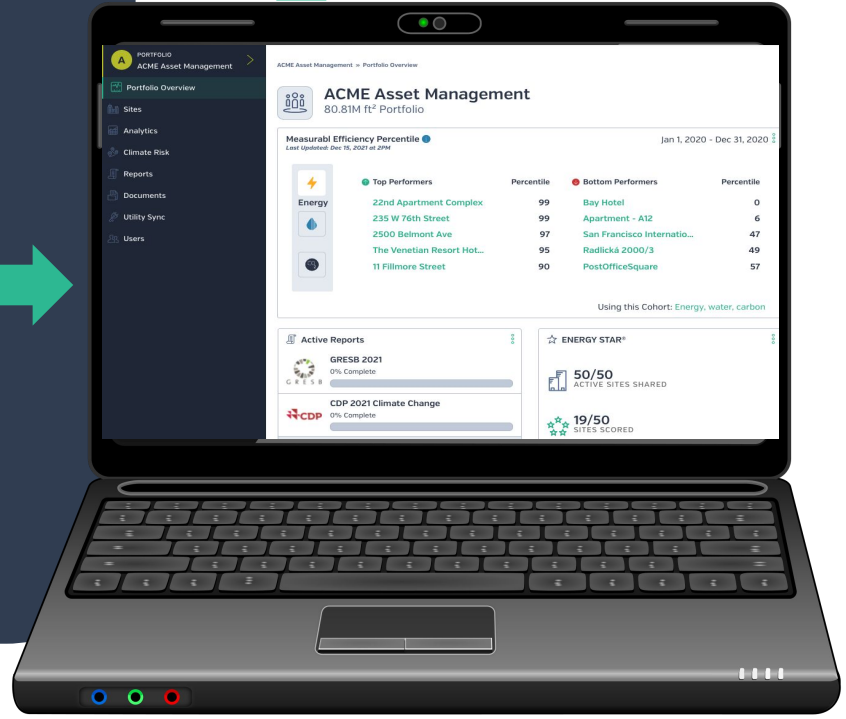 A
PORTFOLIO
ACME Asset Management
Portfolio Overview
Sites
Analytics
Climate Risk
Reports
Documents
Utility Sync
Users
ACME Asset Management » Portfolio Overview
ACME Asset Management
80.81M ft² Portfolio
Measurabl Efficiency Percentile
Last Updated: Dec 15, 2021 at 2PM
Jan 1, 2020 - Dec 31, 2020
Energy
Top Performers Percentile
22nd Apartment Complex 99
235 W 76th Street 99
2500 Belmont Ave 97
The Venetian Resort Hot... 95
11 Fillmore Street 90
Bottom Performers Percentile
Bay Hotel 0
Apartment - A12 6
San Francisco Internatio... 47
Radlická 2000/3 49
PostOfficeSquare 57
Using this Cohort: Energy, water, carbon
Active Reports
GRESB
GRESB 2021
0% Complete
CDP
CDP 2021 Climate Change
0% Complete
ENERGY STAR®
50/50
ACTIVE SITES SHARED
19/50
SITES SCORED